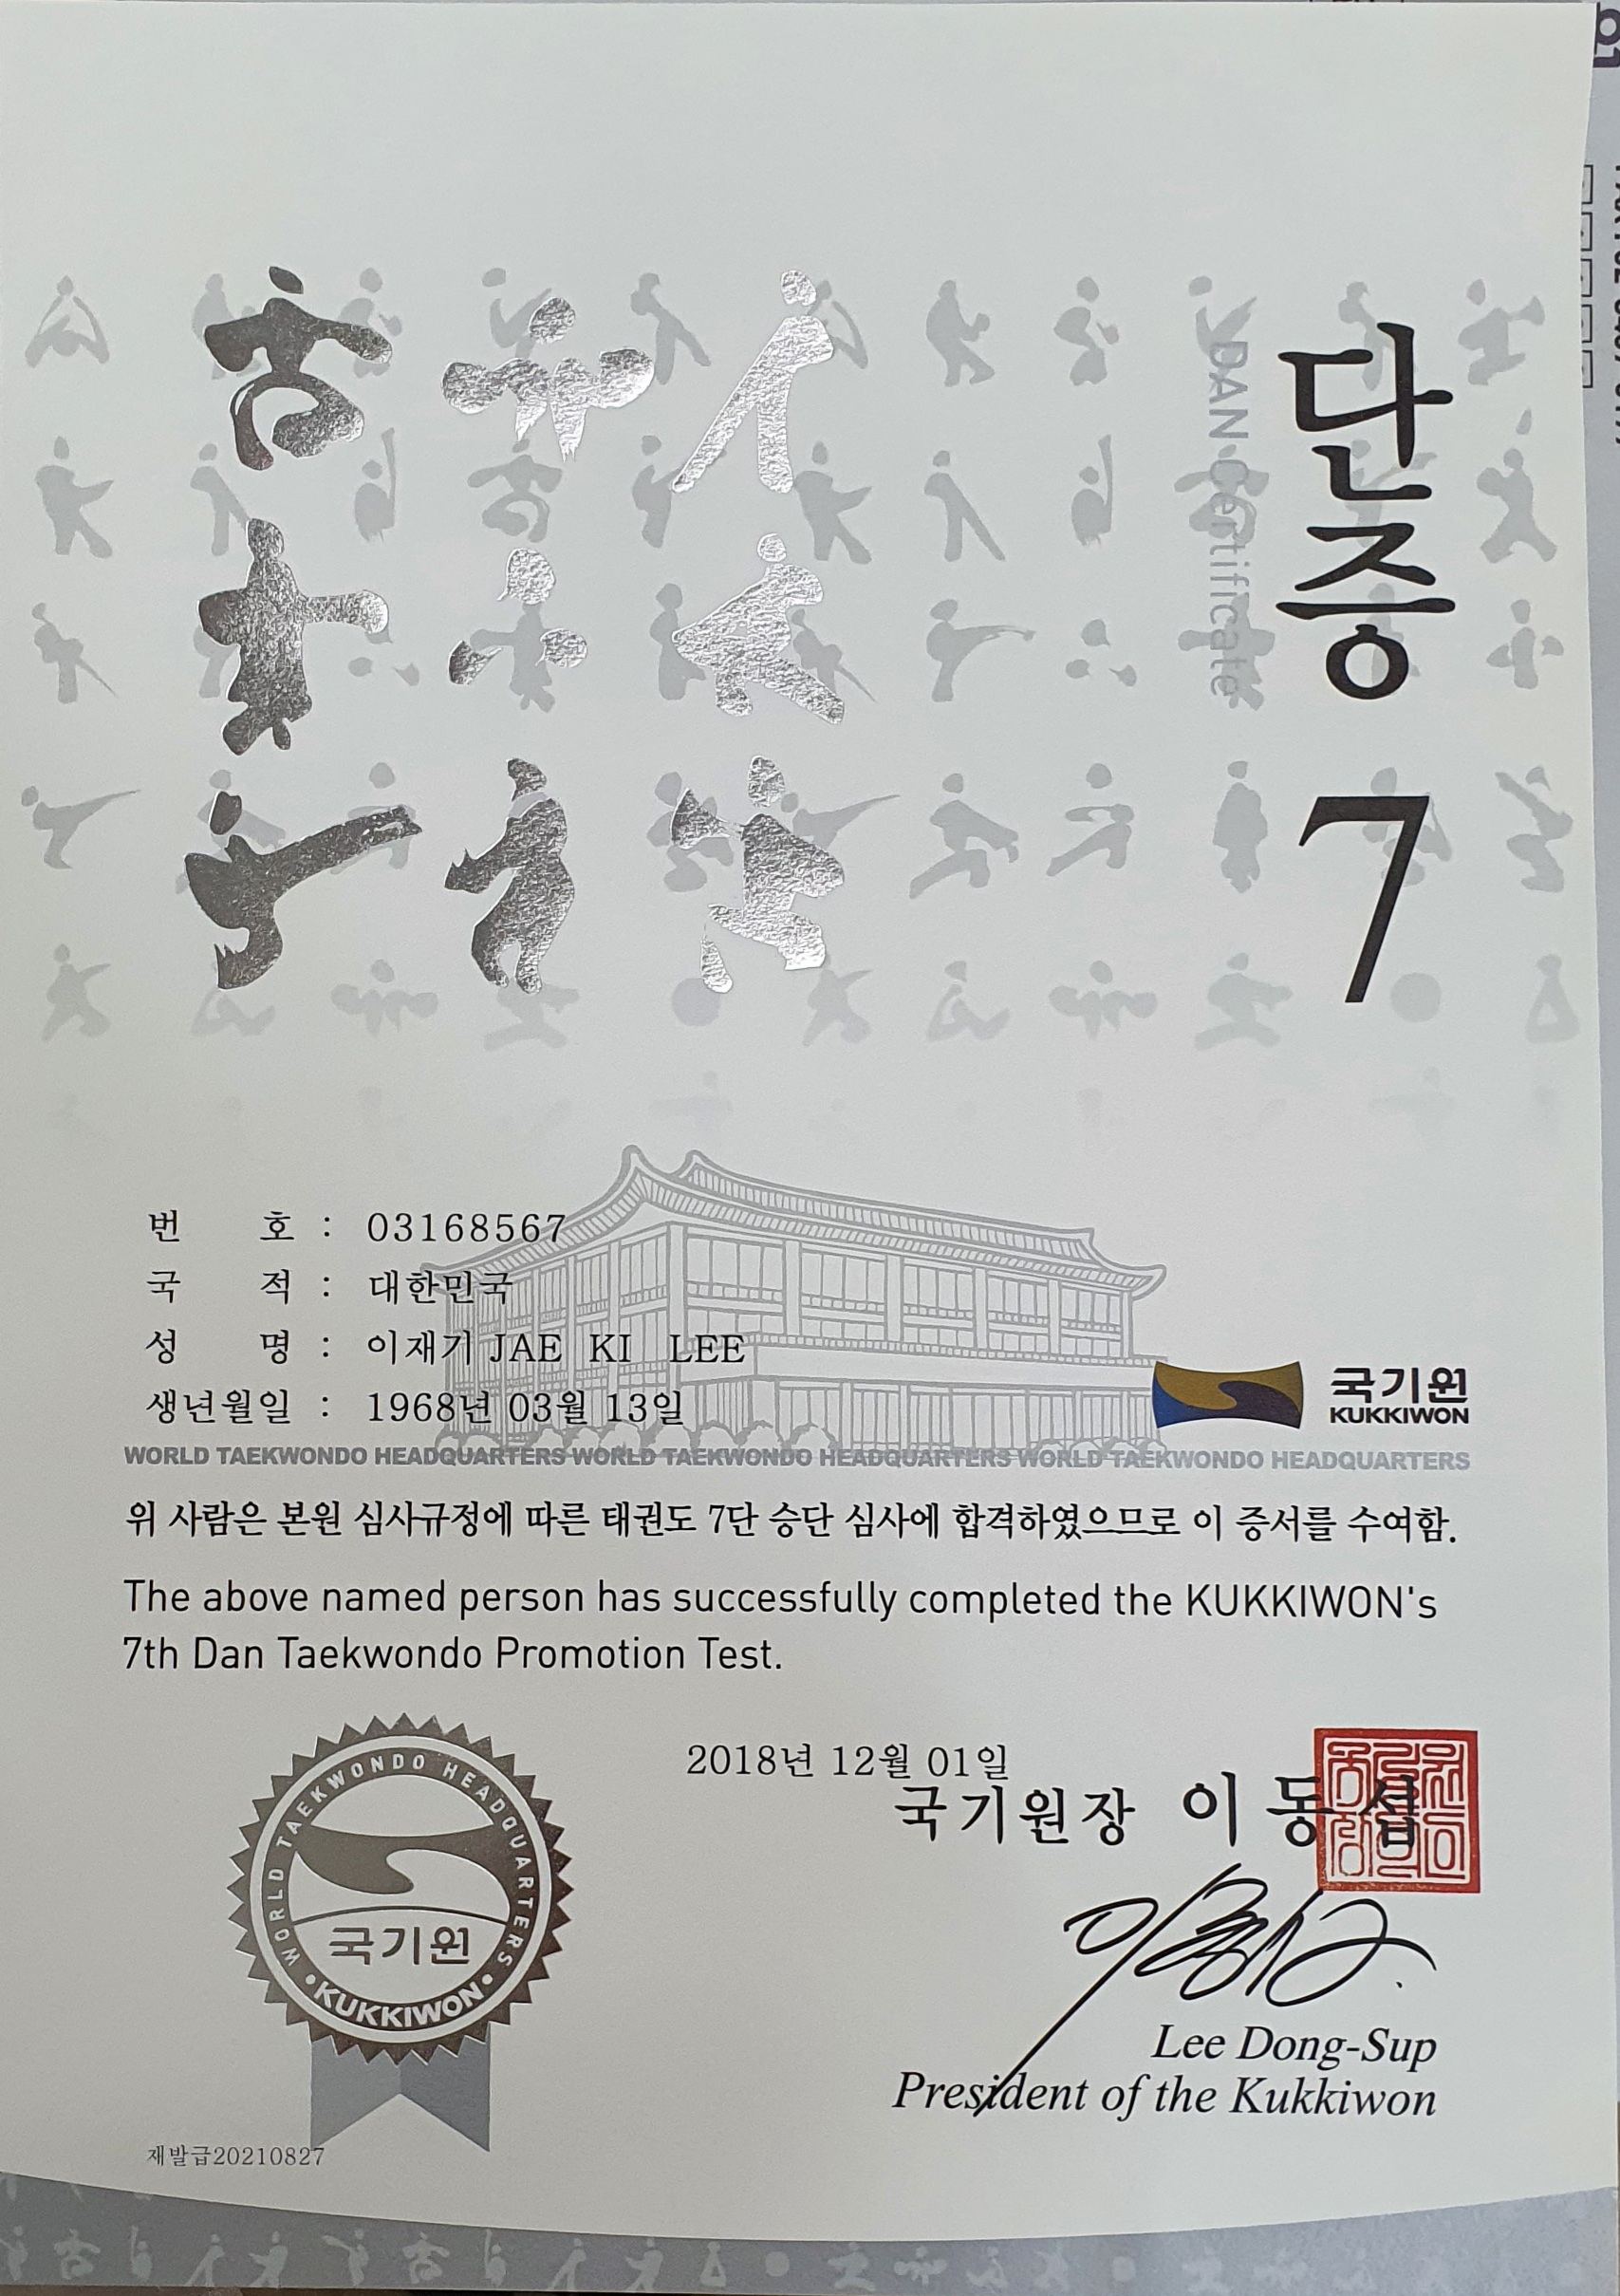 단증 7
DAN Certificate
번 호 : 03168567
국 적 : 대한민국
성 명 : 이재기 JAE KI LEE
생년월일 : 1968년 03월 13일
국기원
KUKKIWON
WORLD TAEKWONDO HEADQUARTERS WORLD TAEKWONDO HEADQUARTERS WORLD TAEKWONDO HEADQUARTERS
위 사람은 본원 심사규정에 따른 태권도 7단 승단 심사에 합격하였으므로 이 증서를 수여함.
The above named person has successfully completed the KUKKIWON's
7th Dan Taekwondo Promotion Test.
2018년 12월 01일
국기원장 이동섭
WORLD TAEKWONDO HEADQUARTERS
국기원
KUKKIWON
Lee Dong-Sup
President of the Kukkiwon
재발급20210827